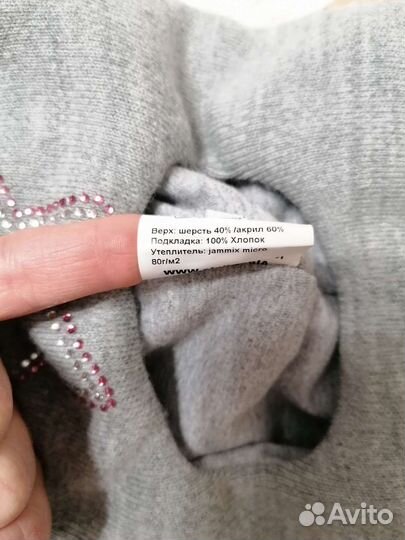 Верх: шерсть 40% /акрил 60%
Подкладка: 100% Хлопок
Утеплитель: jammix micro
80г/м2
Avito